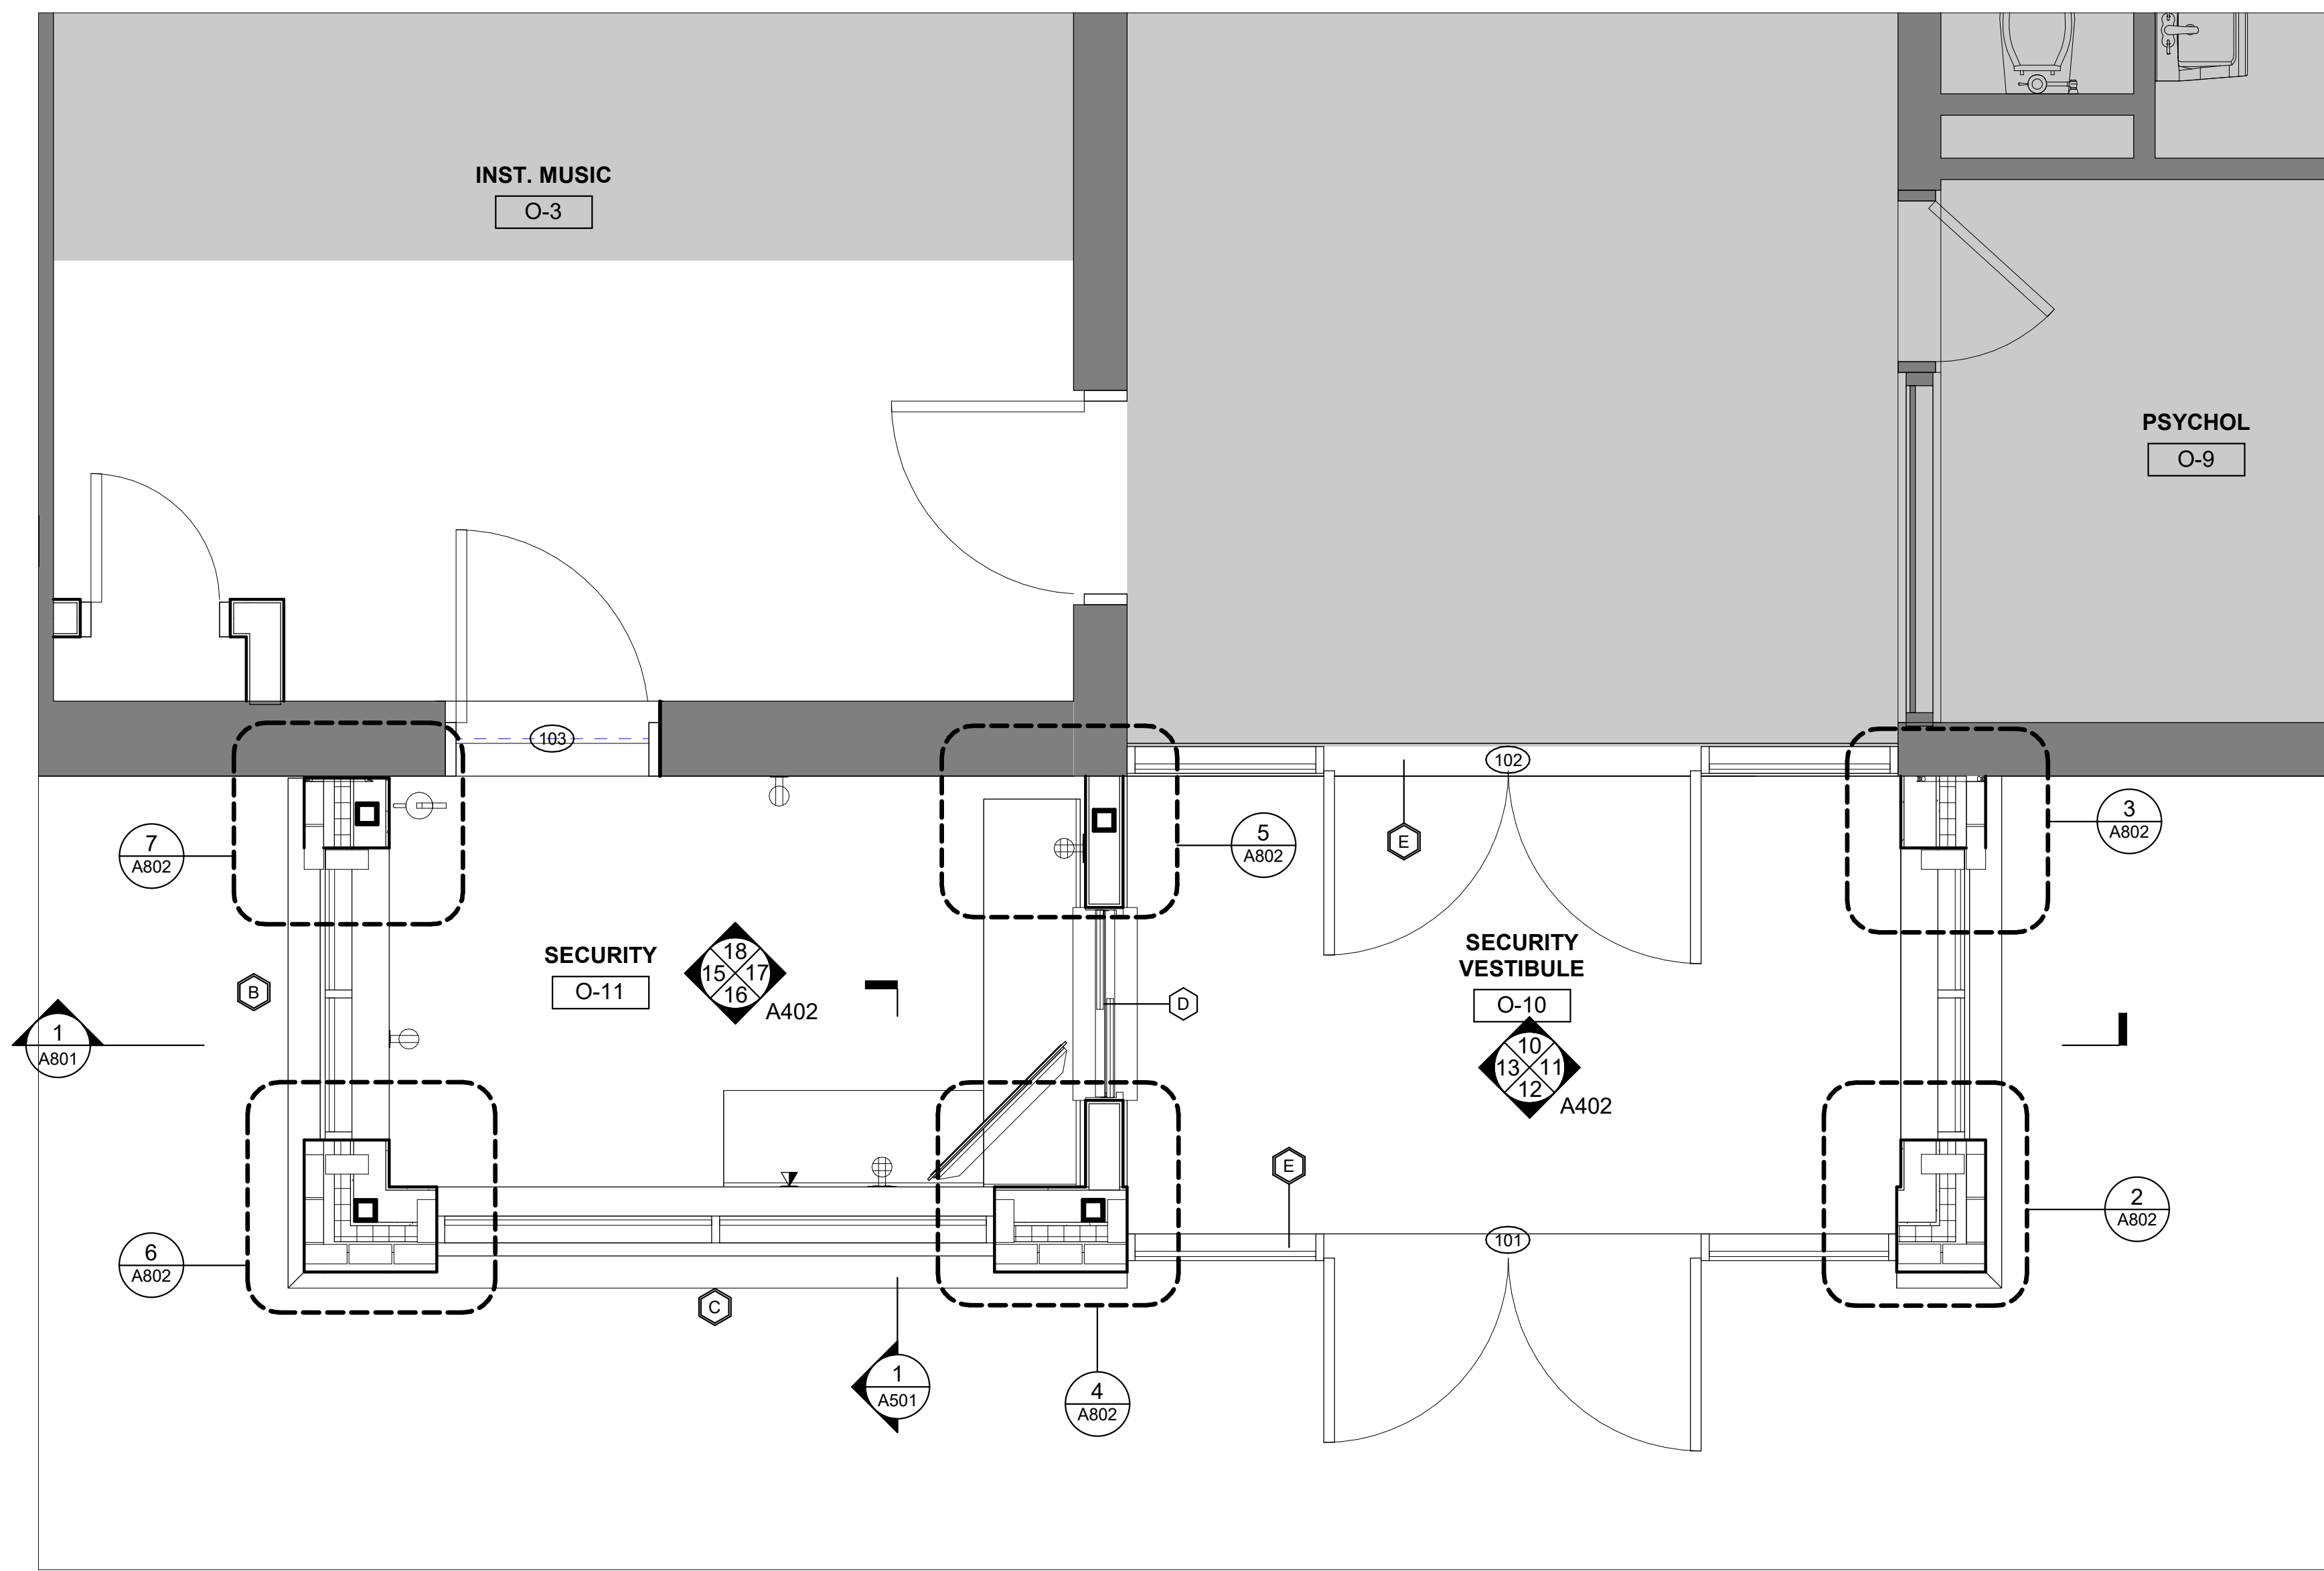 INST. MUSIC
O-3
PSYCHOL
O-9
103
102
7
A802
5
A802
E
3
A802
SECURITY
O-11
18
15
17
16
A402
B
D
SECURITY
VESTIBULE
O-10
10
13
11
12
A402
1
A801
E
6
A802
101
2
A802
C
1
A501
4
A802